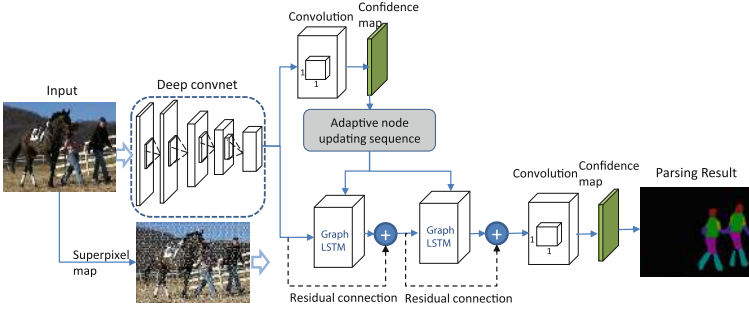 Input
Deep convnet
Convolution
Confidence
map
1
1
Adaptive node
updating sequence
Superpixel
map
Graph
LSTM
+
Residual connection
Graph
LSTM
+
Residual connection
Convolution
1
1
Confidence
map
Parsing Result